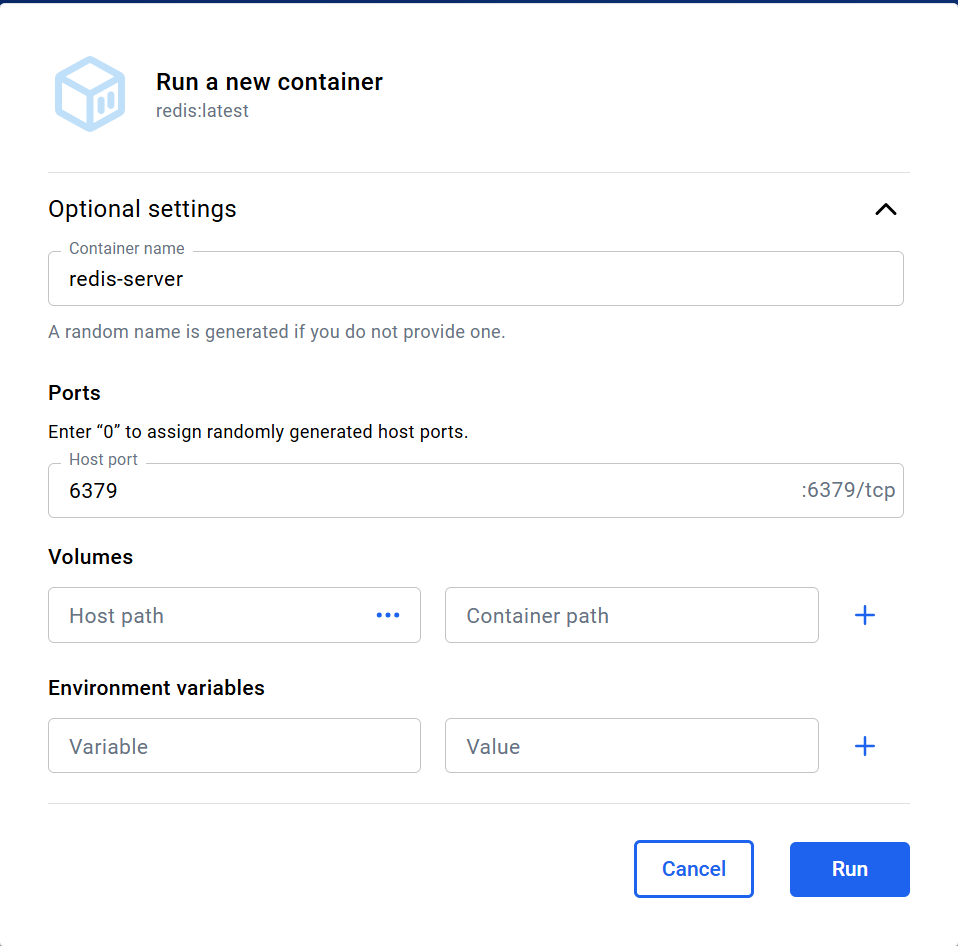 Run a new container
redis:latest
Optional settings
Container name
redis-server
A random name is generated if you do not provide one.
Ports
Enter “0” to assign randomly generated host ports.
Host port
6379 :6379/tcp
Volumes
Host path Container path
Environment variables
Variable Value
Cancel Run